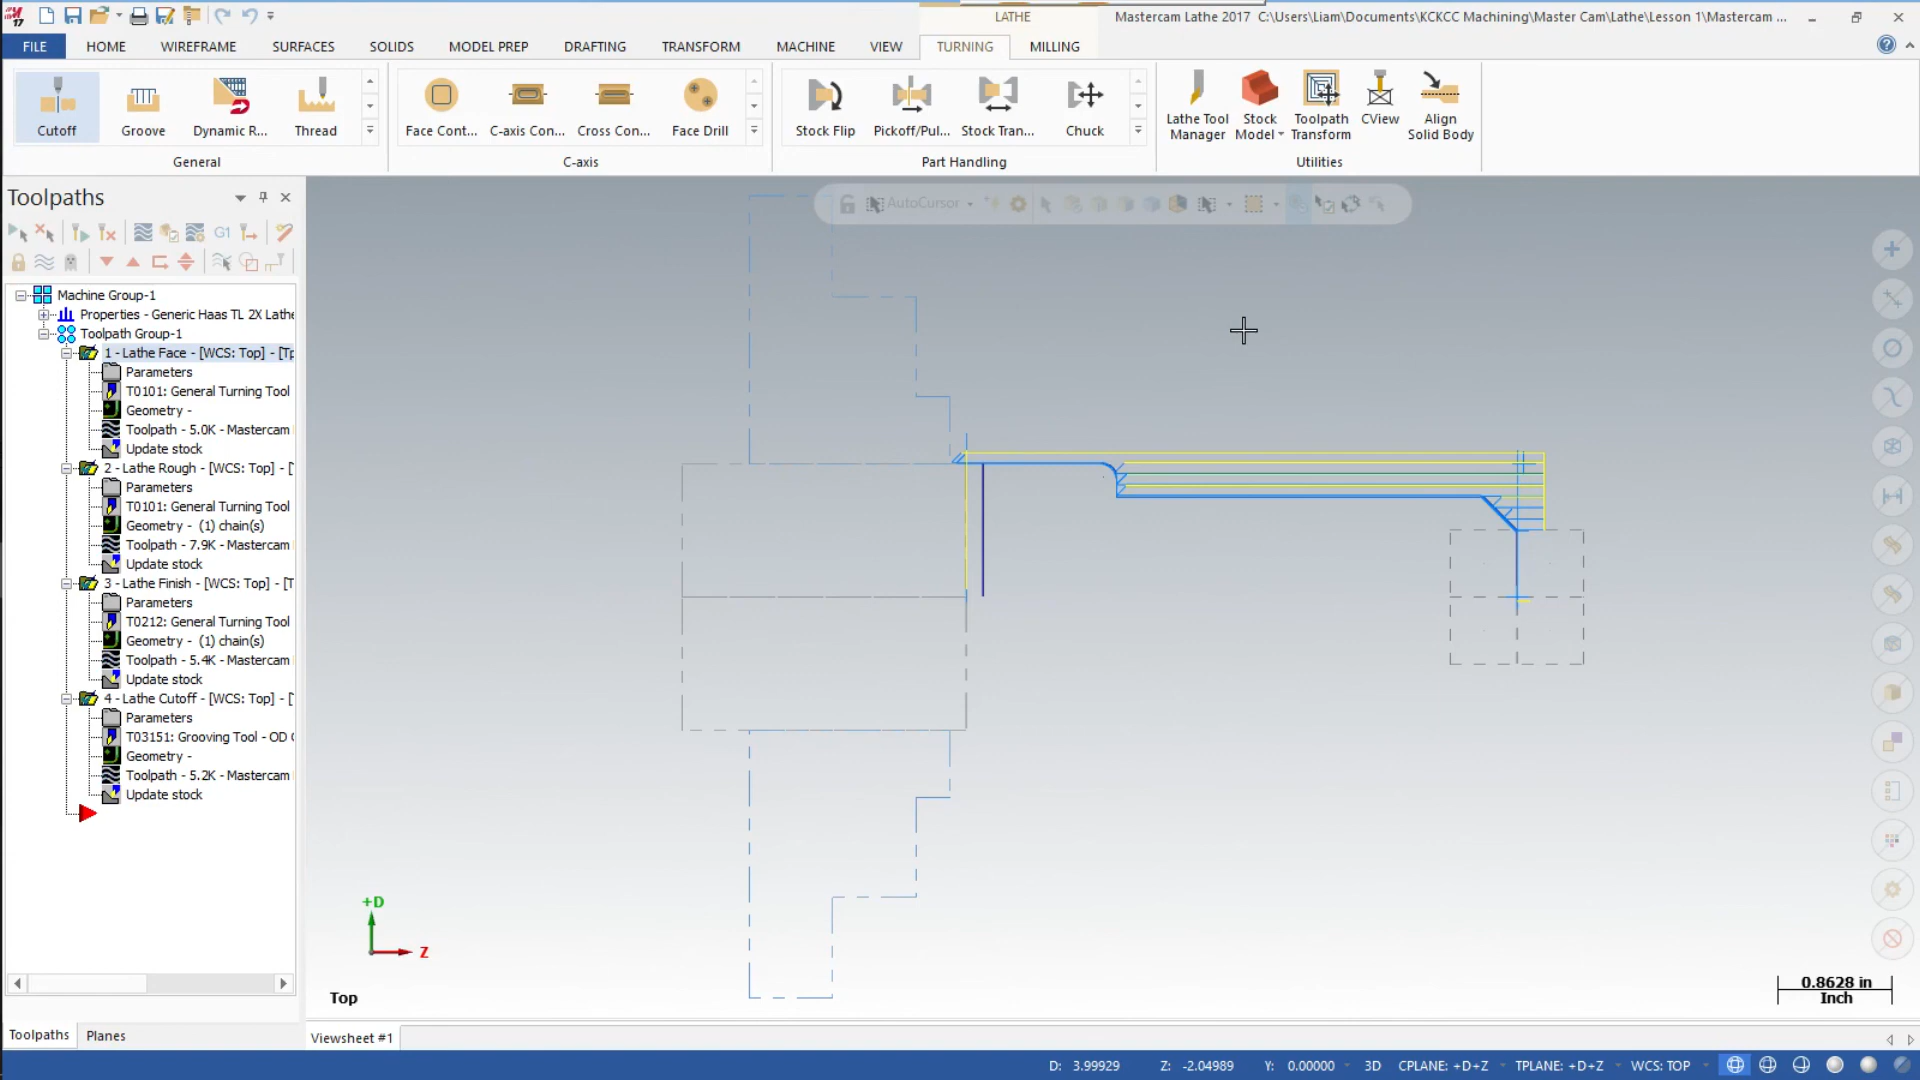 17
LATHE
Mastercam Lathe 2017 C:\Users\Liam\Documents\KCKCC Machining\Master Cam\Lathe\Lesson 1\Mastercam ...
FILE HOME WIREFRAME SURFACES SOLIDS MODEL PREP DRAFTING TRANSFORM MACHINE VIEW TURNING MILLING
Cutoff Groove Dynamic R... Thread
General
Face Cont... C-axis Con... Cross Con... Face Drill
C-axis
Stock Flip Pickoff/Pul... Stock Tran... Chuck
Part Handling
Lathe Tool Manager Stock Model Toolpath Transform CView Align Solid Body
Utilities
Toolpaths
AutoCursor
G1
Machine Group-1
Properties - Generic Haas TL 2X Lathe
Toolpath Group-1
1 - Lathe Face - [WCS: Top] - [Tp
Parameters
T0101: General Turning Tool
Geometry -
Toolpath - 5.0K - Mastercam
Update stock
2 - Lathe Rough - [WCS: Top] - [
Parameters
T0101: General Turning Tool
Geometry - (1) chain(s)
Toolpath - 7.9K - Mastercam
Update stock
3 - Lathe Finish - [WCS: Top] - [T
Parameters
T0212: General Turning Tool
Geometry - (1) chain(s)
Toolpath - 5.4K - Mastercam
Update stock
4 - Lathe Cutoff - [WCS: Top] - [T
Parameters
T03151: Grooving Tool - OD
Geometry -
Toolpath - 5.2K - Mastercam
Update stock
+D
Z
Top
0.8628 in
Inch
Toolpaths Planes
Viewsheet #1
D: 3.99929 Z: -2.04989 Y: 0.00000 3D CPLANE: +D+Z TPLANE: +D+Z WCS: TOP